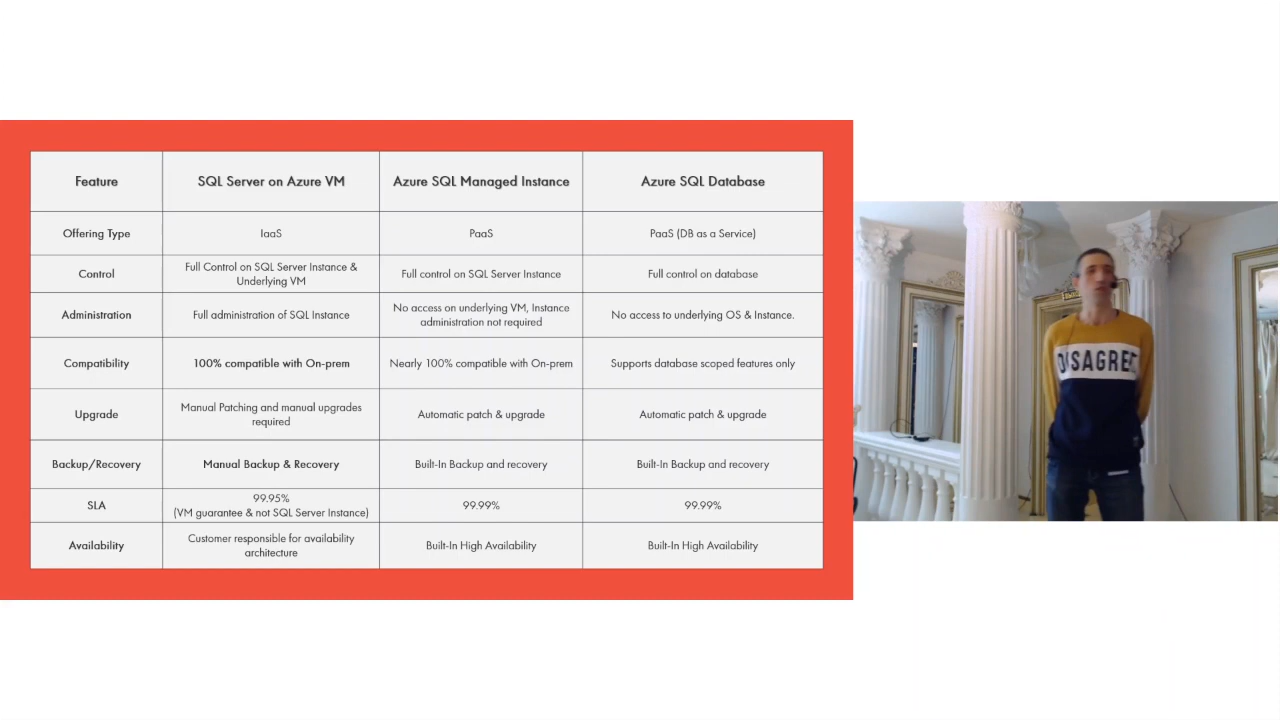 Feature
SQL Server on Azure VM
Azure SQL Managed Instance
Azure SQL Database
Offering Type
IaaS
PaaS
PaaS (DB as a Service)
Control
Full Control on SQL Server Instance &
Underlying VM
Full control on SQL Server Instance
Full control on database
Administration
Full administration of SQL Instance
No access on underlying VM, Instance
administration not required
No access to underlying OS & Instance.
Compatibility
100% compatible with On-prem
Nearly 100% compatible with On-prem
Supports database scoped features only
Upgrade
Manual Patching and manual upgrades
required
Automatic patch & upgrade
Automatic patch & upgrade
Backup/Recovery
Manual Backup & Recovery
Built-In Backup and recovery
Built-In Backup and recovery
SLA
99.95%
(VM guarantee & not SQL Server Instance)
99.99%
99.99%
Availability
Customer responsible for availability
architecture
Built-In High Availability
Built-In High Availability
DISAGREE